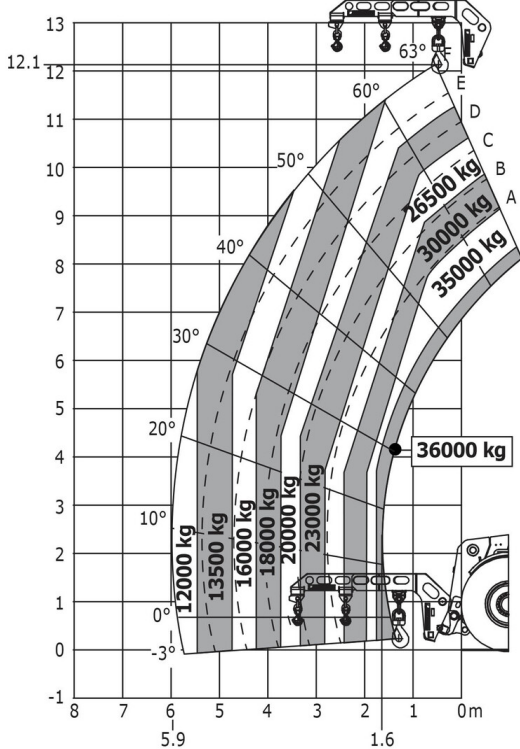 13
12.1
12
11
10
9
8
7
6
5
4
3
2
1
0
-1
63°
F
E
D
C
B
A
60°
50°
40°
30°
20°
10°
0°
-3°
26500 kg
30000 kg
35000 kg
36000 kg
12000 kg
13500 kg
16000 kg
18000 kg
20000 kg
23000 kg
8 7 6 5 4 3 2 1 0m
5.9 1.6